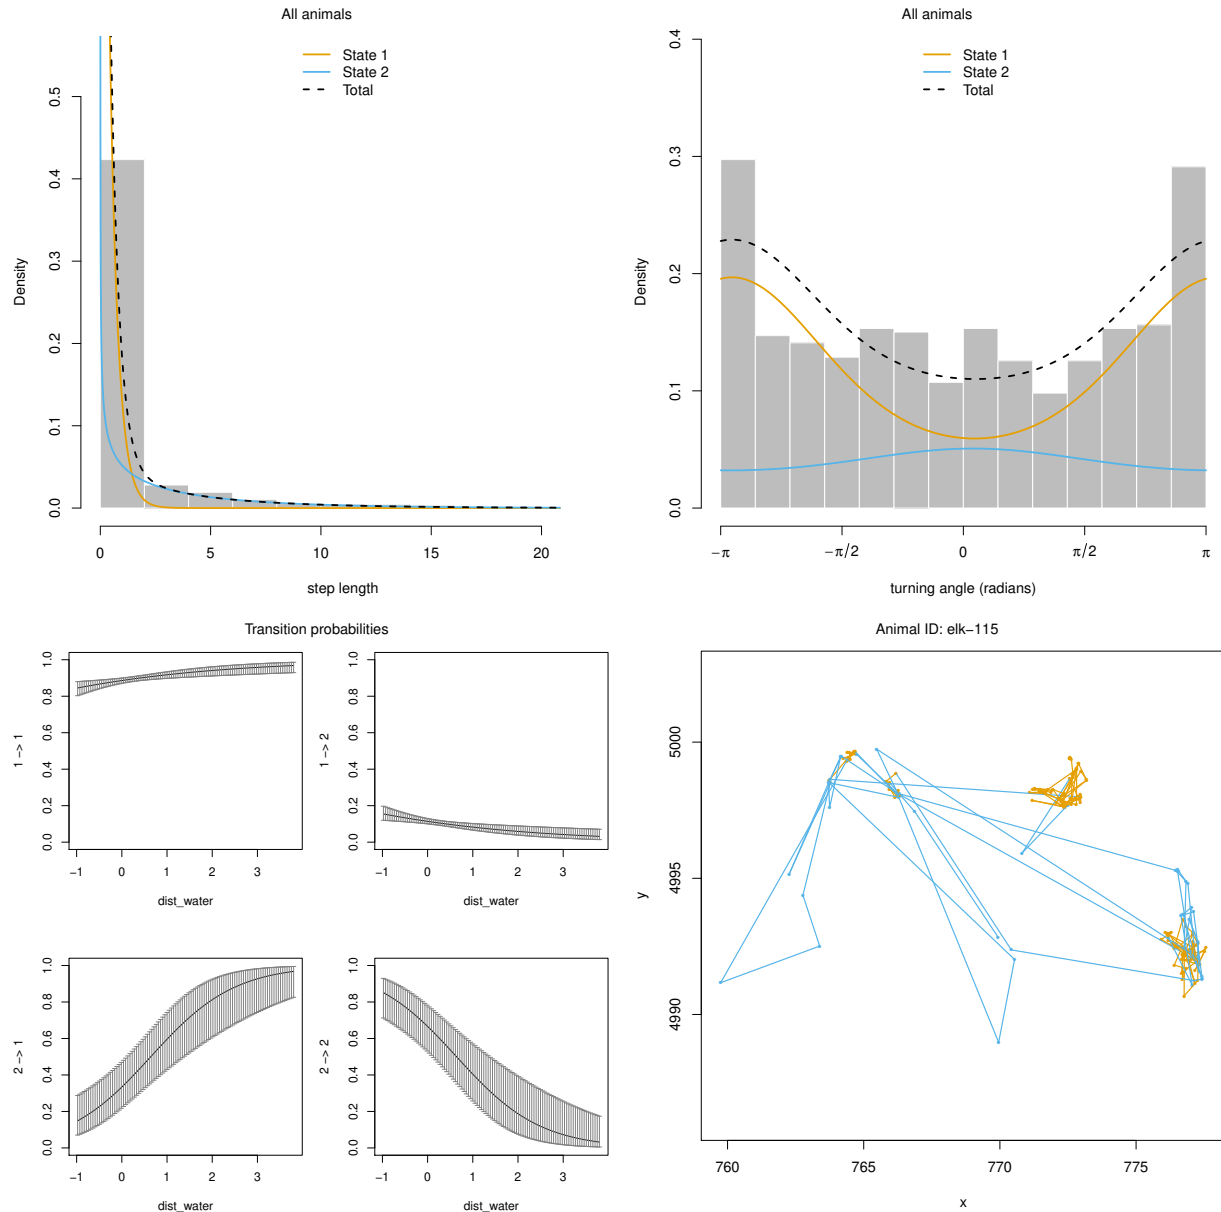 All animals
State 1
State 2
Total
Density
0.0
0.1
0.2
0.3
0.4
0.5
0
5
10
15
20
step length
All animals
State 1
State 2
Total
Density
0.0
0.1
0.2
0.3
0.4
−π
−π/2
0
π/2
π
turning angle (radians)
Transition probabilities
1 −> 1
0.0
0.2
0.4
0.6
0.8
1.0
−1
0
1
2
3
dist_water
1 −> 2
0.0
0.2
0.4
0.6
0.8
1.0
−1
0
1
2
3
dist_water
2 −> 1
0.0
0.2
0.4
0.6
0.8
1.0
−1
0
1
2
3
dist_water
2 −> 2
0.0
0.2
0.4
0.6
0.8
1.0
−1
0
1
2
3
dist_water
Animal ID: elk−115
y
4990
4995
5000
760
765
770
775
x